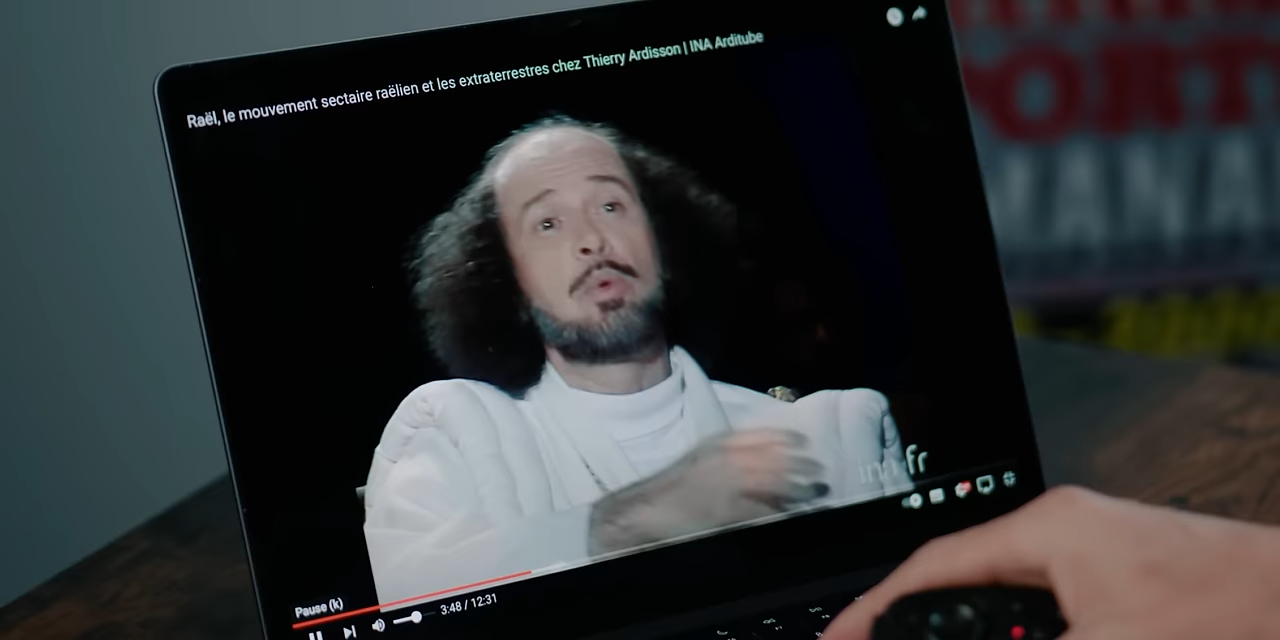 Raël, le mouvement sectaire raëlien et les extraterrestres chez Thierry Ardisson | INA Arditube
ina.fr
Pause (k)
3:48 / 12:31